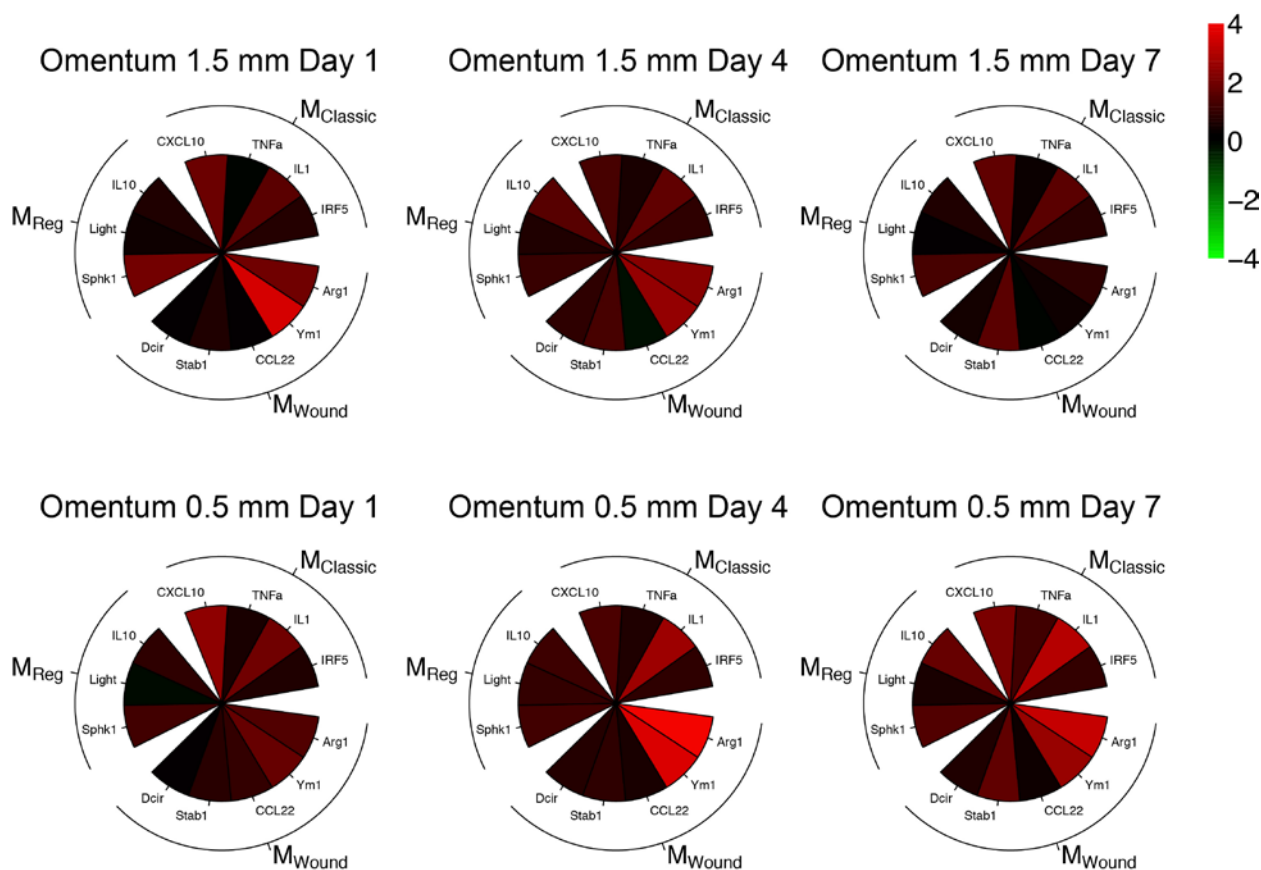 Omentum 1.5 mm Day 1
Omentum 1.5 mm Day 4
Omentum 1.5 mm Day 7
4
2
0
−2
−4
MClassic
CXCL10
TNFa
IL1
IRF5
IL10
MReg
Light
Sphk1
Arg1
Ym1
CCL22
Stab1
Dcir
MWound
MClassic
CXCL10
TNFa
IL1
IRF5
IL10
MReg
Light
Sphk1
Arg1
Ym1
CCL22
Stab1
Dcir
MWound
MClassic
CXCL10
TNFa
IL1
IRF5
IL10
MReg
Light
Sphk1
Arg1
Ym1
CCL22
Stab1
Dcir
MWound
Omentum 0.5 mm Day 1
Omentum 0.5 mm Day 4
Omentum 0.5 mm Day 7
MClassic
CXCL10
TNFa
IL1
IRF5
IL10
MReg
Light
Sphk1
Arg1
Ym1
CCL22
Stab1
Dcir
MWound
MClassic
CXCL10
TNFa
IL1
IRF5
IL10
MReg
Light
Sphk1
Arg1
Ym1
CCL22
Stab1
Dcir
MWound
MClassic
CXCL10
TNFa
IL1
IRF5
IL10
MReg
Light
Sphk1
Arg1
Ym1
CCL22
Stab1
Dcir
MWound